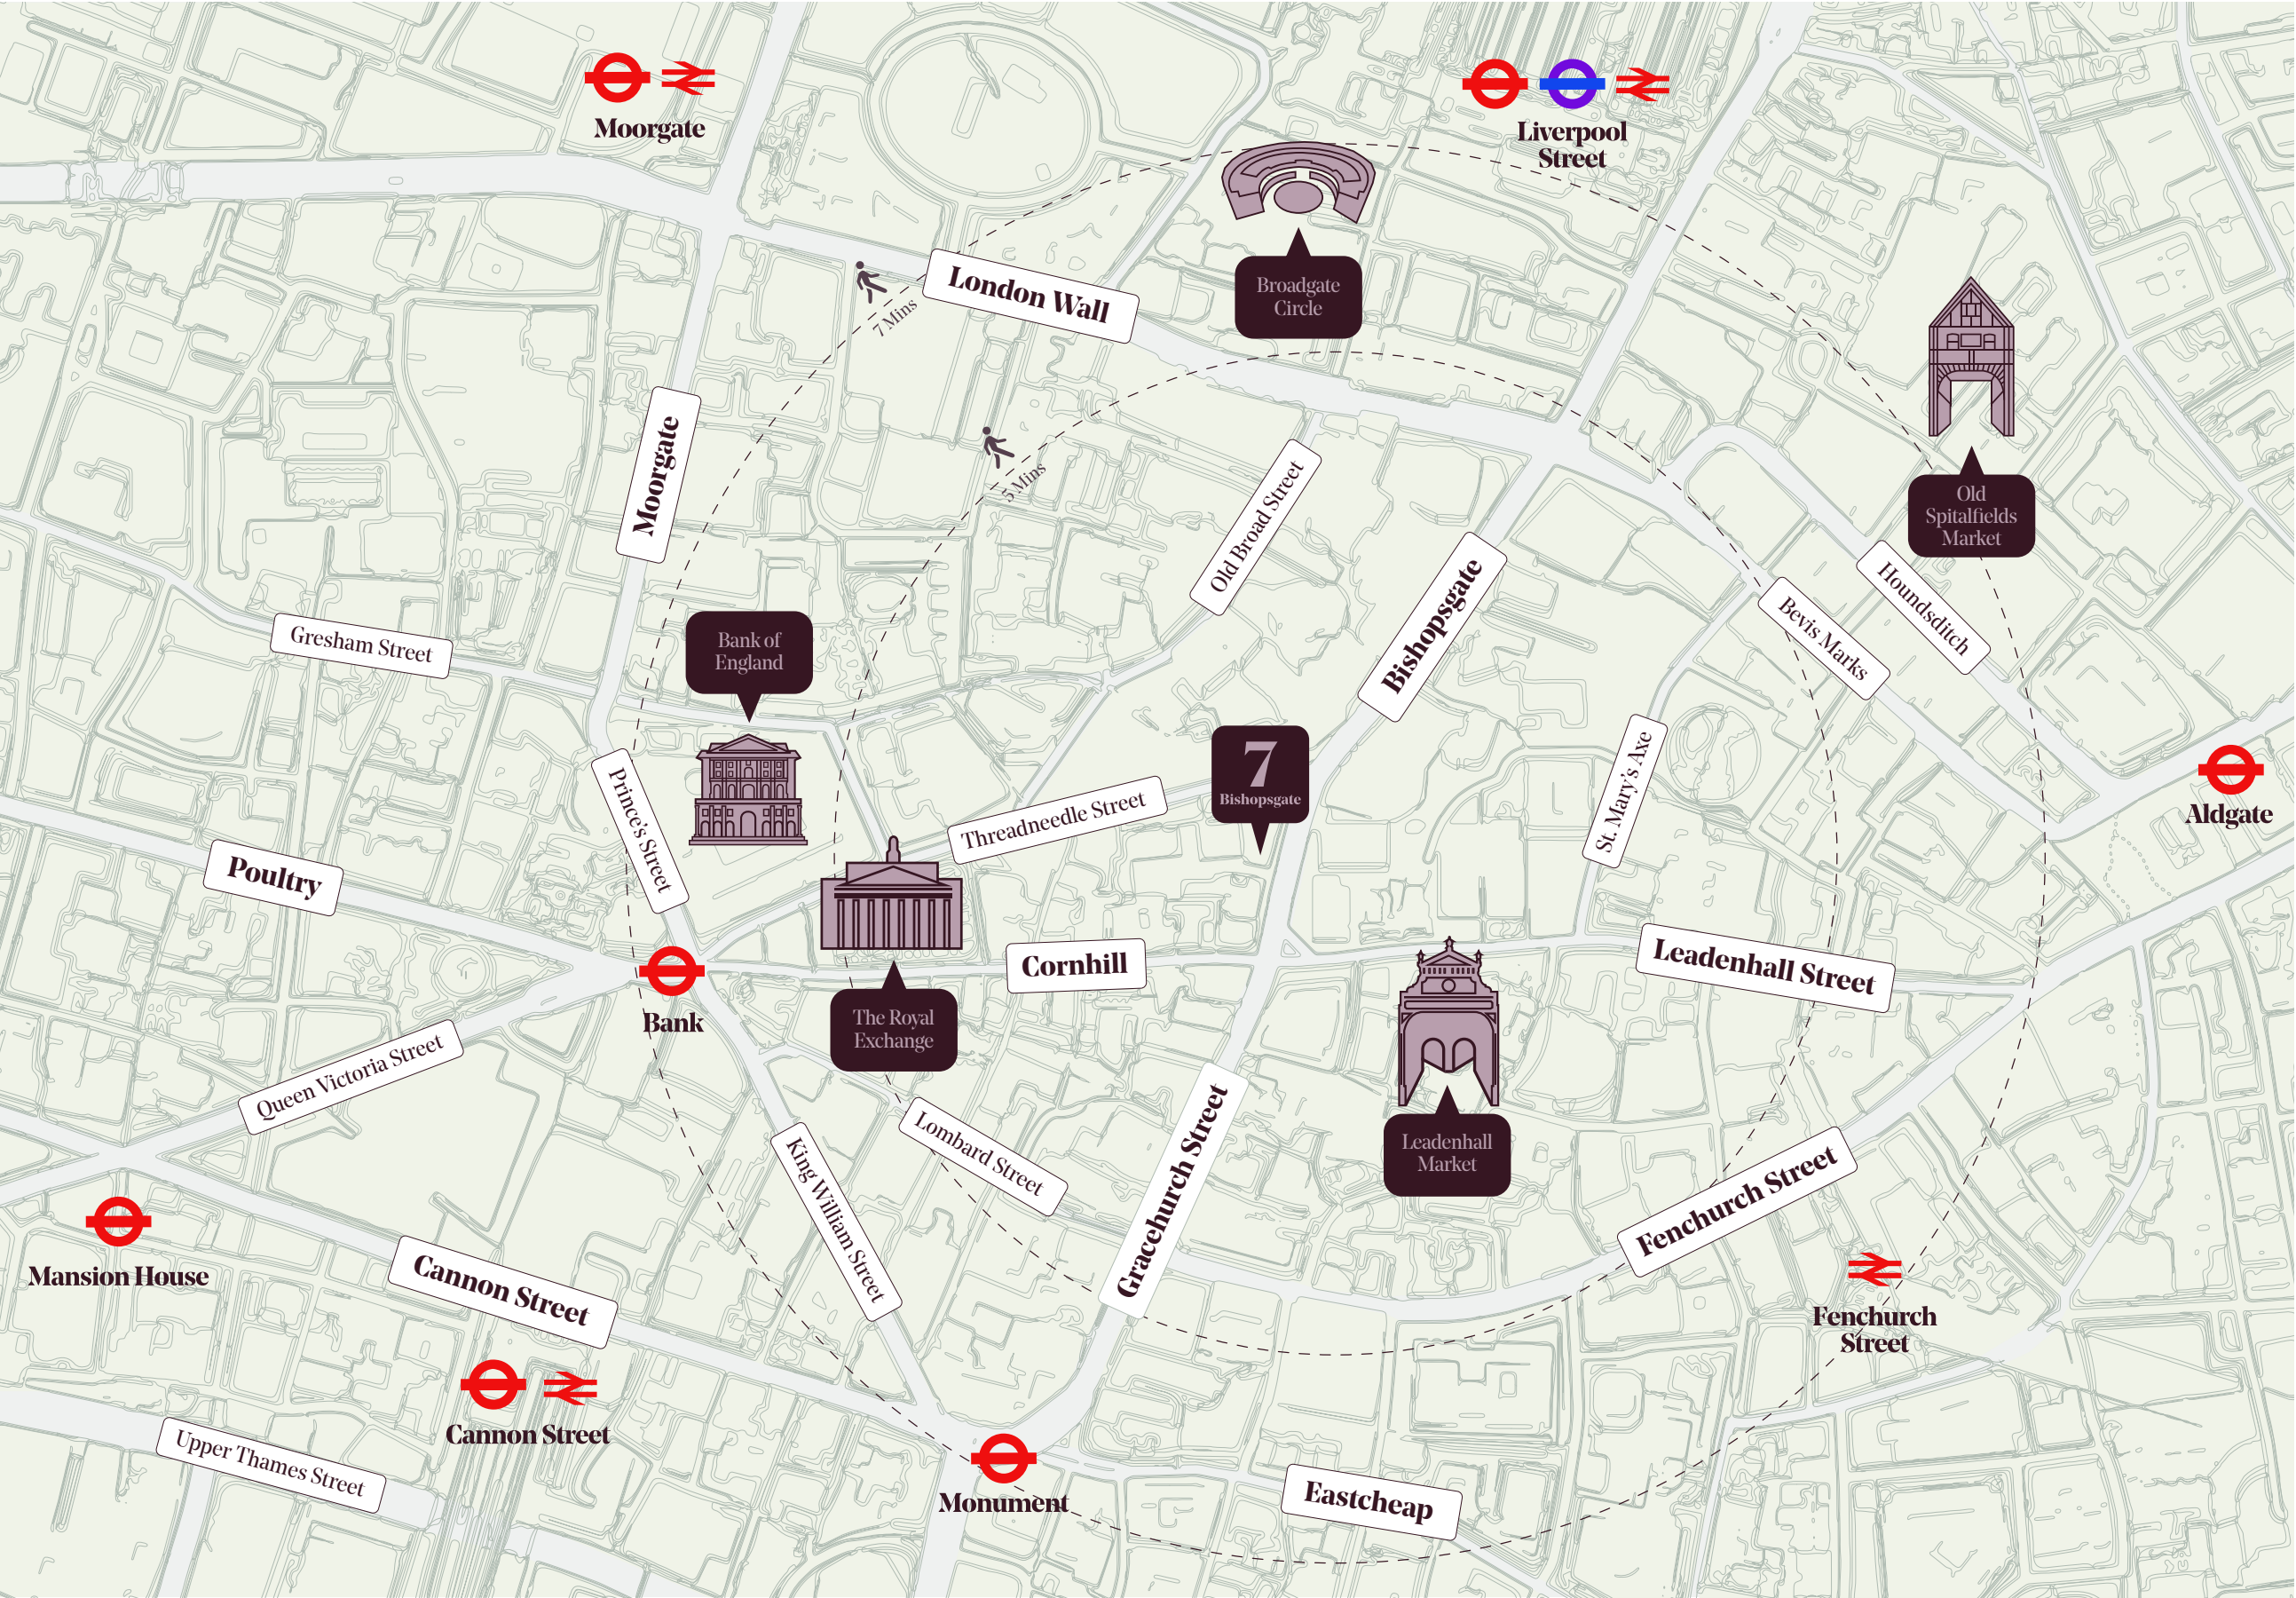 Moorgate
Liverpool
Street
London Wall
7 Mins
Broadgate
Circle
5 Mins
Moorgate
Old Broad Street
Old
Spitalfields
Market
Bishopsgate
Houndsditch
Bevis Marks
Gresham Street
Bank of
England
7
Bishopsgate
St. Mary's Axe
Aldgate
Prince's Street
Threadneedle Street
Poultry
Cornhill
Leadenhall Street
Bank
The Royal
Exchange
Queen Victoria Street
Lombard Street
King William Street
Gracechurch Street
Leadenhall
Market
Fenchurch Street
Mansion House
Cannon Street
Fenchurch
Street
Cannon Street
Upper Thames Street
Monument
Eastcheap